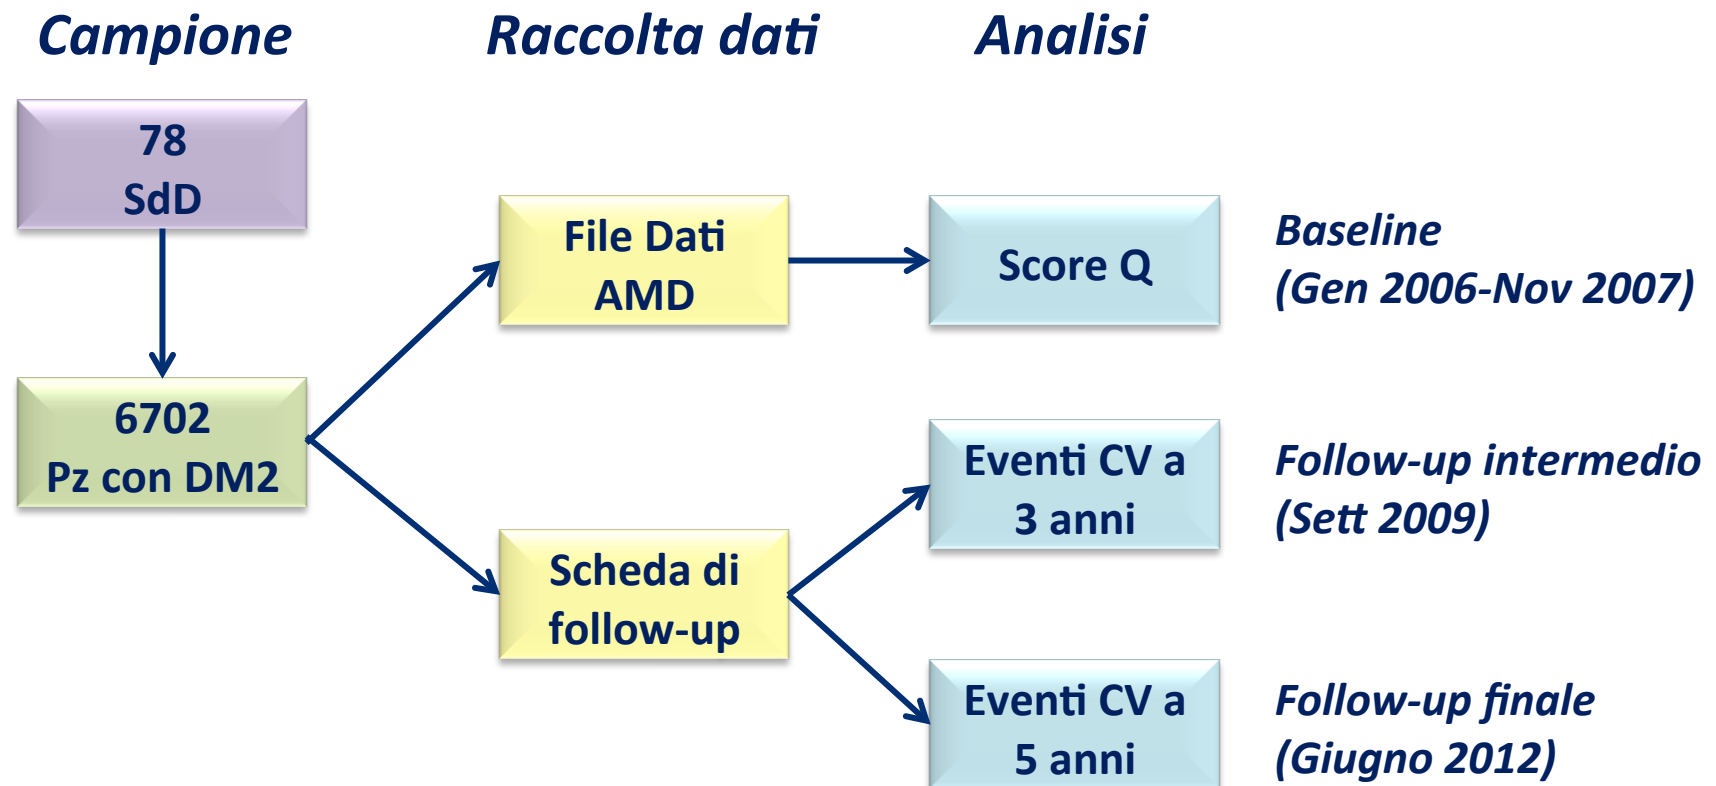 Campione
Raccolta dati
Analisi
78
SdD
6702
Pz con DM2
File Dati
AMD
Scheda di
follow-up
Score Q
Baseline
(Gen 2006-Nov 2007)
Eventi CV a
3 anni
Follow-up intermedio
(Sett 2009)
Eventi CV a
5 anni
Follow-up finale
(Giugno 2012)